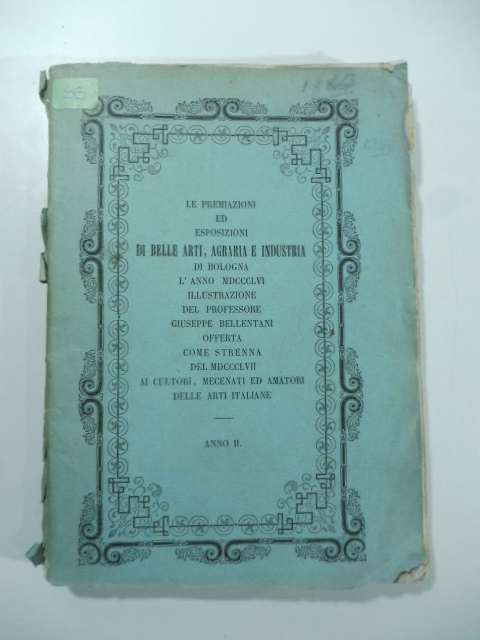 LE PREMIAZIONI
ED
ESPOSIZIONI
DI BELLE ARTI, AGRARIA E INDUSTRIA
DI BOLOGNA
L'ANNO MDCCCLVI
ILLUSTRAZIONE
DEL PROFESSORE
GIUSEPPE BELLENTANI
OFFERTA
COME STRENNA
DEL MDCCCLVII
AI CULTORI, MECENATI ED AMATORI
DELLE ARTI ITALIANE
ANNO II.